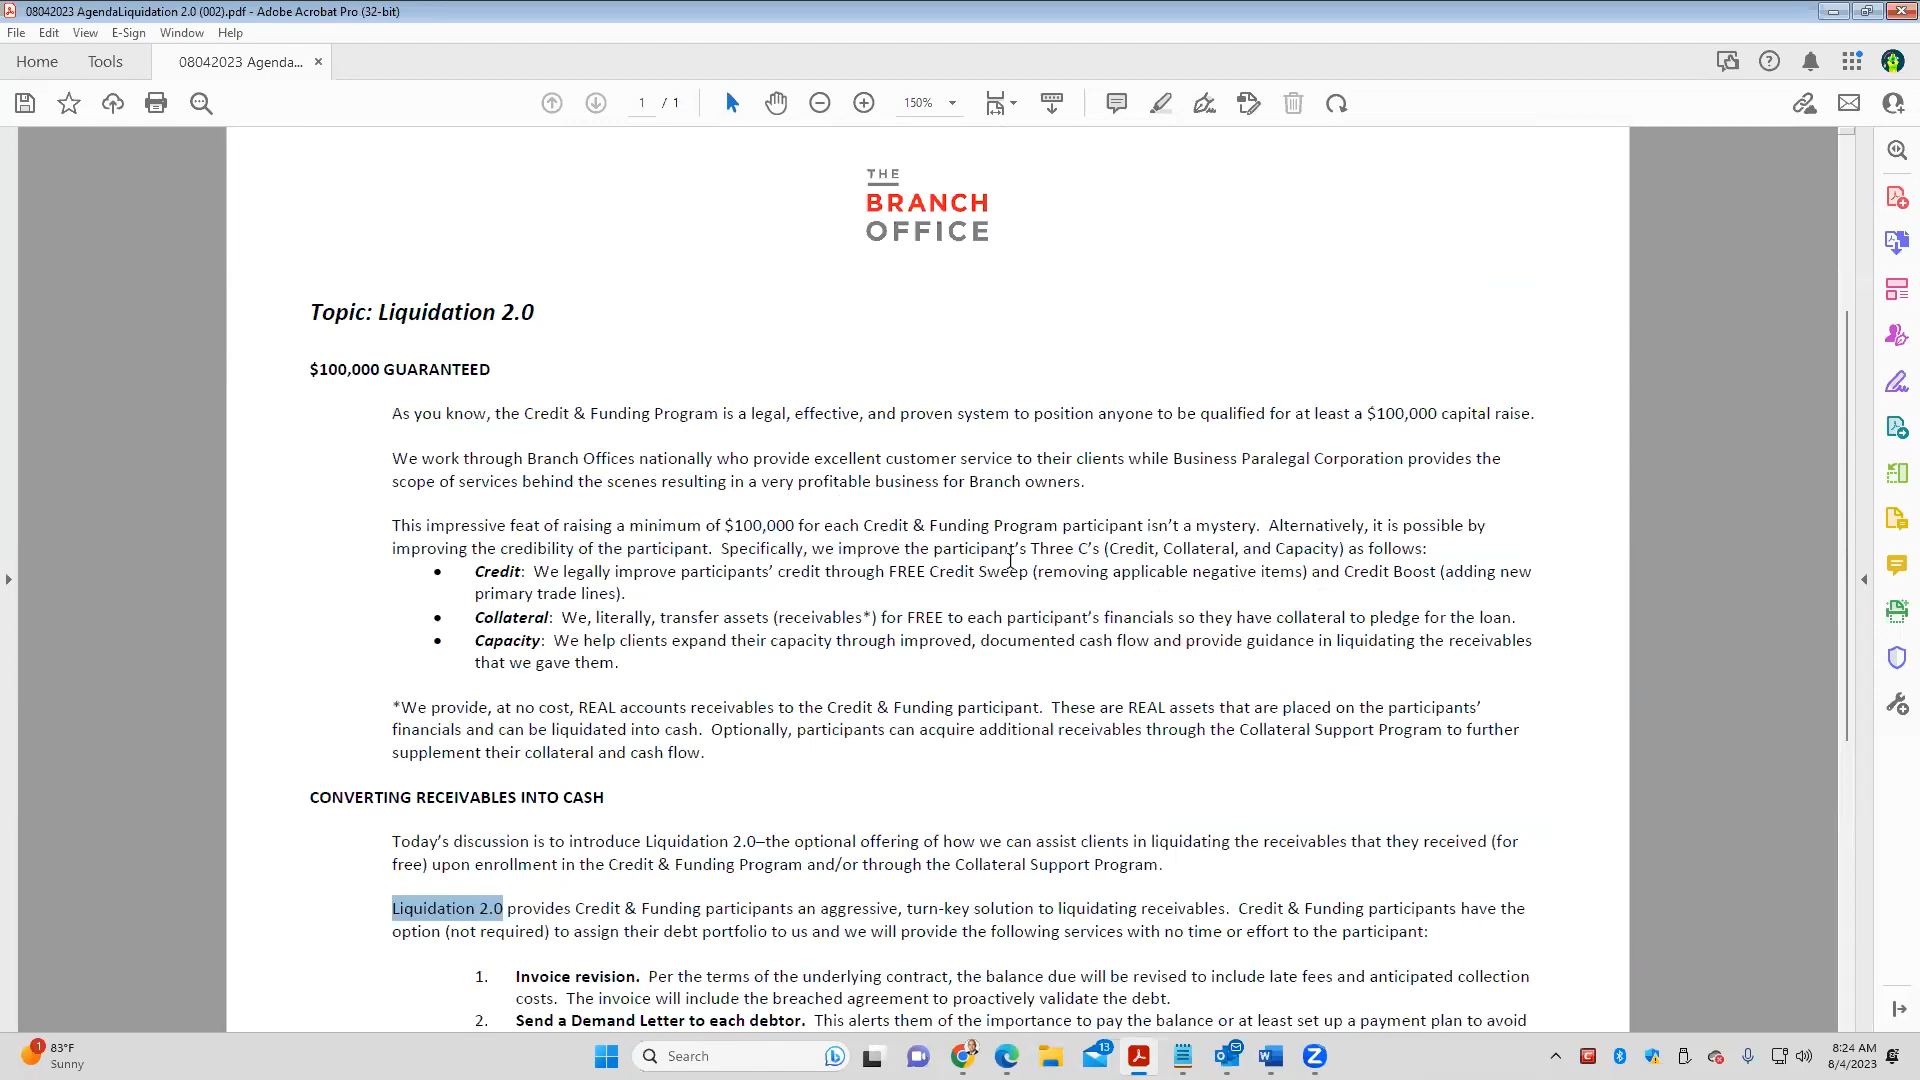 08042023 AgendaLiquidation 2.0 (002).pdf - Adobe Acrobat Pro (32-bit)
File Edit View E-Sign Window Help
Home Tools 08042023 Agenda... ×
1 / 1 150%
THE
BRANCH
OFFICE
Topic: Liquidation 2.0
$100,000 GUARANTEED
As you know, the Credit & Funding Program is a legal, effective, and proven system to position anyone to be qualified for at least a $100,000 capital raise.
We work through Branch Offices nationally who provide excellent customer service to their clients while Business Paralegal Corporation provides the
scope of services behind the scenes resulting in a very profitable business for Branch owners.
This impressive feat of raising a minimum of $100,000 for each Credit & Funding Program participant isn’t a mystery. Alternatively, it is possible by
improving the credibility of the participant. Specifically, we improve the participant’s Three C’s (Credit, Collateral, and Capacity) as follows:
• Credit: We legally improve participants’ credit through FREE Credit Sweep (removing applicable negative items) and Credit Boost (adding new
primary trade lines).
• Collateral: We, literally, transfer assets (receivables*) for FREE to each participant’s financials so they have collateral to pledge for the loan.
• Capacity: We help clients expand their capacity through improved, documented cash flow and provide guidance in liquidating the receivables
that we gave them.
*We provide, at no cost, REAL accounts receivables to the Credit & Funding participant. These are REAL assets that are placed on the participants’
financials and can be liquidated into cash. Optionally, participants can acquire additional receivables through the Collateral Support Program to further
supplement their collateral and cash flow.
CONVERTING RECEIVABLES INTO CASH
Today’s discussion is to introduce Liquidation 2.0–the optional offering of how we can assist clients in liquidating the receivables that they received (for
free) upon enrollment in the Credit & Funding Program and/or through the Collateral Support Program.
Liquidation 2.0 provides Credit & Funding participants an aggressive, turn-key solution to liquidating receivables. Credit & Funding participants have the
option (not required) to assign their debt portfolio to us and we will provide the following services with no time or effort to the participant:
1. Invoice revision. Per the terms of the underlying contract, the balance due will be revised to include late fees and anticipated collection
costs. The invoice will include the breached agreement to proactively validate the debt.
2. Send a Demand Letter to each debtor. This alerts them of the importance to pay the balance or at least set up a payment plan to avoid
1
83°F
Sunny
Search
13
8:24 AM
8/4/2023